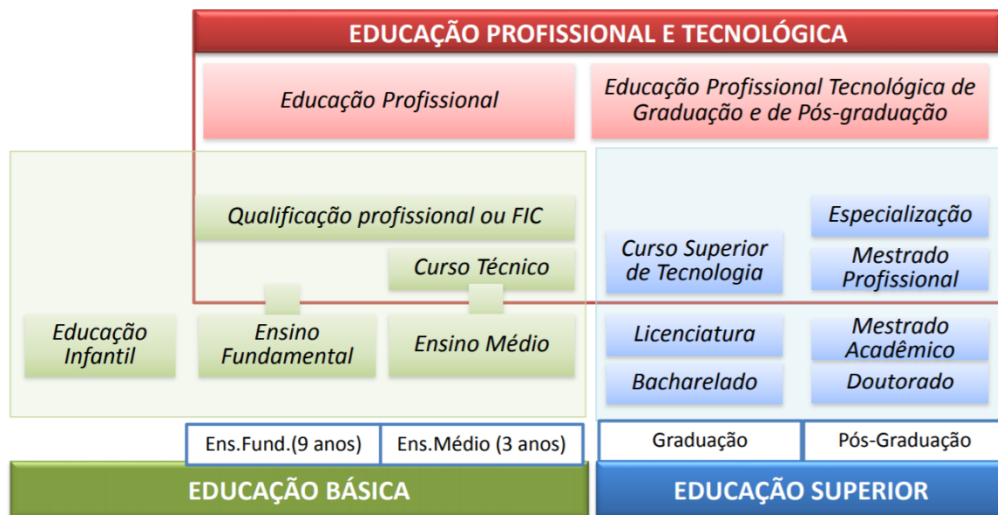 EDUCAÇÃO PROFISSIONAL E TECNOLÓGICA
Educação Profissional
Educação Profissional Tecnológica de
Graduação e de Pós-graduação
Qualificação profissional ou FIC
Curso Técnico
Educação
Infantil
Ensino
Fundamental
Ensino Médio
Curso Superior
de Tecnologia
Especialização
Mestrado
Profissional
Licenciatura
Mestrado
Acadêmico
Bacharelado
Doutorado
Ens.Fund.(9 anos)
Ens.Médio (3 anos)
Graduação
Pós-Graduação
EDUCAÇÃO BÁSICA
EDUCAÇÃO SUPERIOR